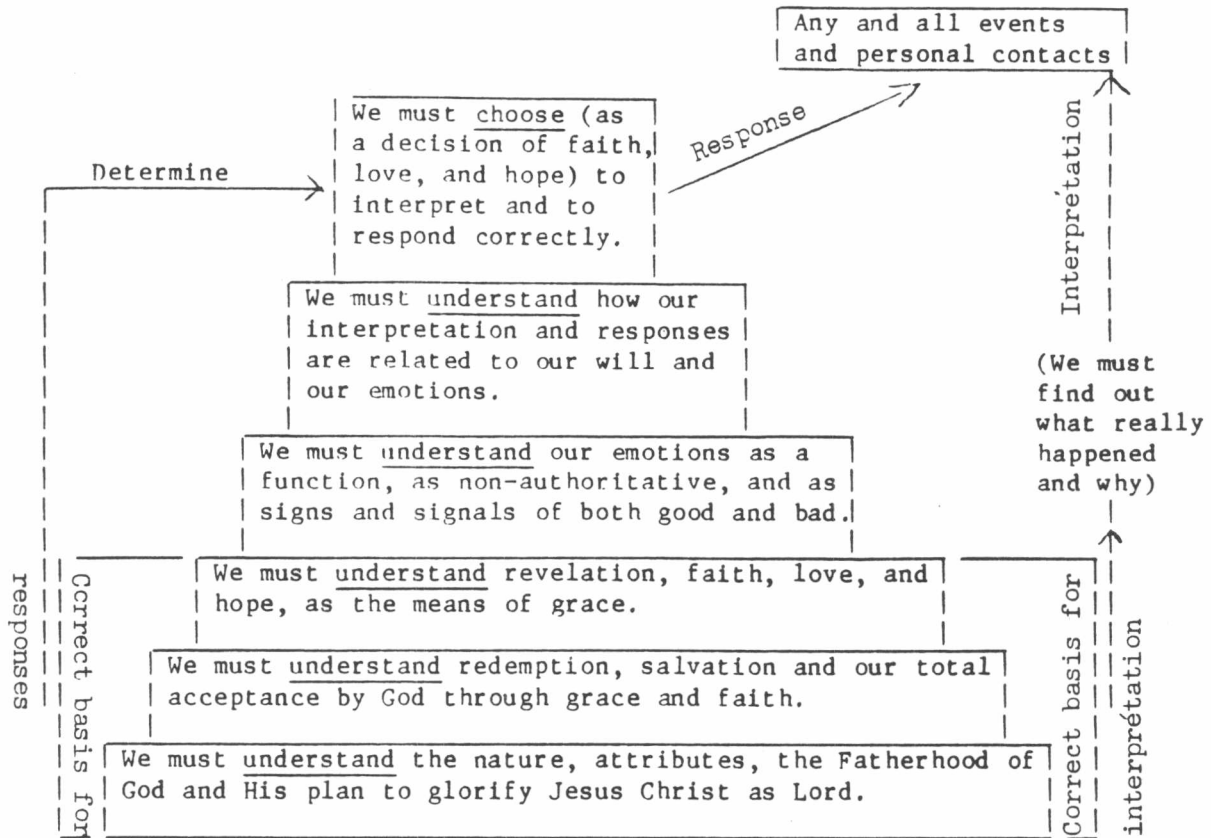 Any and all events
and personal contacts
We must choose (as
a decision of faith,
love, and hope) to
interpret and to
respond correctly.
Response
Determine
Interprétation
We must understand how our
interpretation and responses
are related to our will and
our emotions.
(We must
find out
what really
happened
and why)
We must understand our emotions as a
function, as non-authoritative, and as
signs and signals of both good and bad.
We must understand revelation, faith, love, and
hope, as the means of grace.
We must understand redemption, salvation and our total
acceptance by God through grace and faith.
We must understand the nature, attributes, the Fatherhood of
God and His plan to glorify Jesus Christ as Lord.
Correct basis for
responses
Correct basis for
interprétation